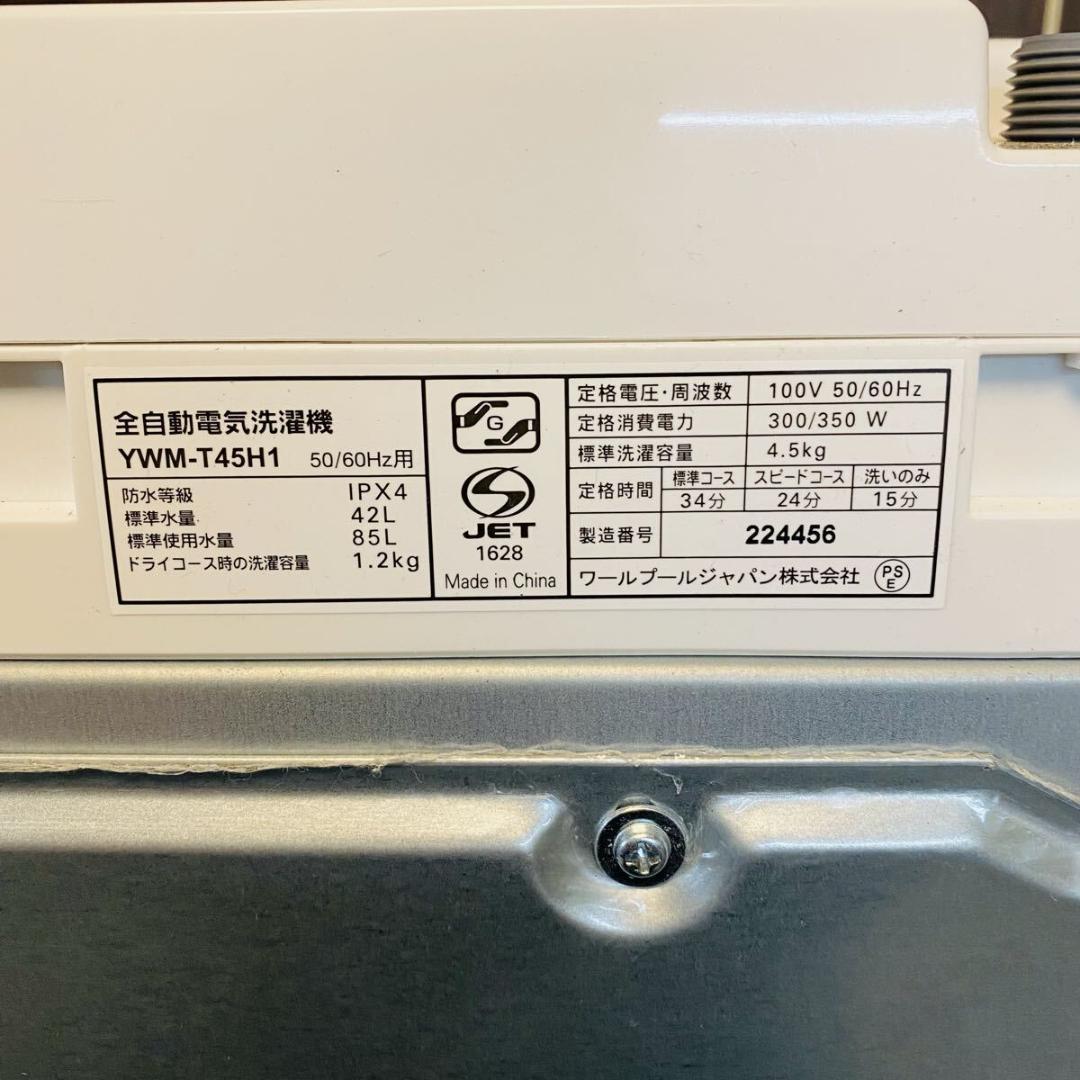 全自動電気洗濯機
YWM-T45H1 50/60Hz用
防水等級 IPX4
標準水量 42L
標準使用水量 85L
ドライコース時の洗濯容量 1.2kg
G
JET
1628
Made in China
定格電圧・周波数 100V 50/60Hz
定格消費電力 300/350 W
標準洗濯容量 4.5kg
定格時間 標準コース スピードコース 洗いのみ
34分 24分 15分
製造番号 224456
ワールプールジャパン株式会社 PSE